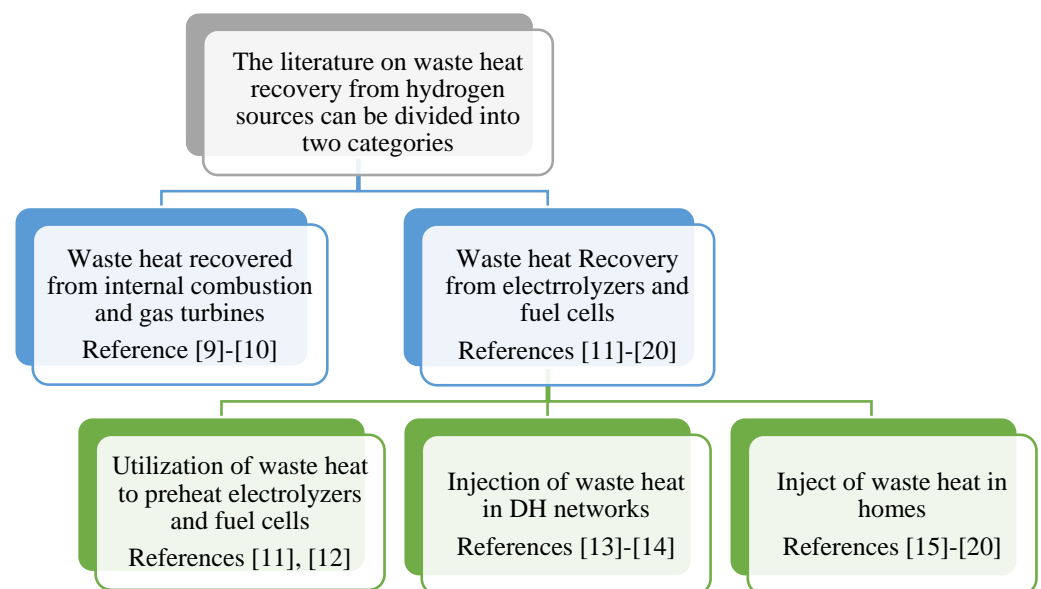 The literature on waste heat
recovery from hydrogen
sources can be divided into
two categories
Waste heat recovered
from internal combustion
and gas turbines
Reference [9]-[10]
Waste heat Recovery
from electrrolyzers and
fuel cells
References [11]-[20]
Utilization of waste heat
to preheat electrolyzers
and fuel cells
References [11], [12]
Injection of waste heat
in DH networks
References [13]-[14]
Inject of waste heat in
homes
References [15]-[20]